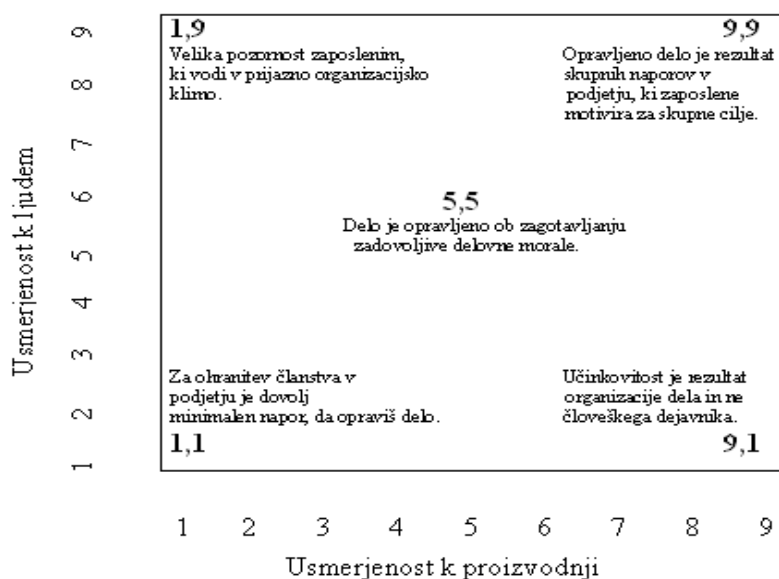 1,9
Velika pozornost zaposlenim,
ki vodi v prijazno organizacijsko
klimo.
9,9
Opravljeno delo je rezultat
skupnih naporov v
podjetju, ki zaposlene
motivira za skupne cilje.
5,5
Delo je opravljeno ob zagotavljanju
zadovoljive delovne morale.
Za ohranitev članstva v
podjetju je dovolj
minimalen napor, da opraviš delo.
1,1
Učinkovitost je rezultat
organizacije dela in ne
človeškega dejavnika.
9,1
Usmerjenost k ljudem
9
8
7
6
5
4
3
2
1
1 2 3 4 5 6 7 8 9
Usmerjenost k proizvodnji